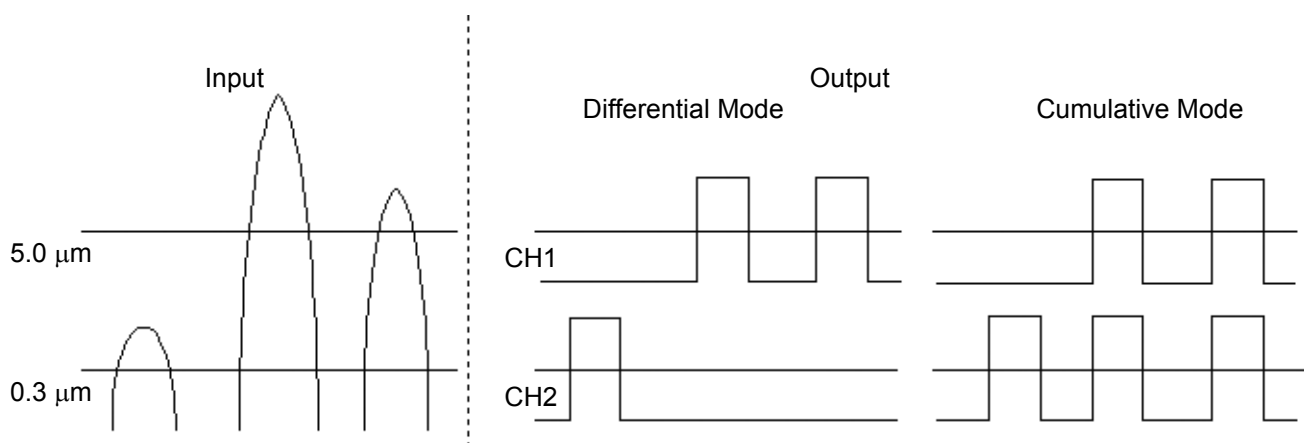 Input
Output
Differential Mode
Cumulative Mode
5.0 μm
CH1
0.3 μm
CH2